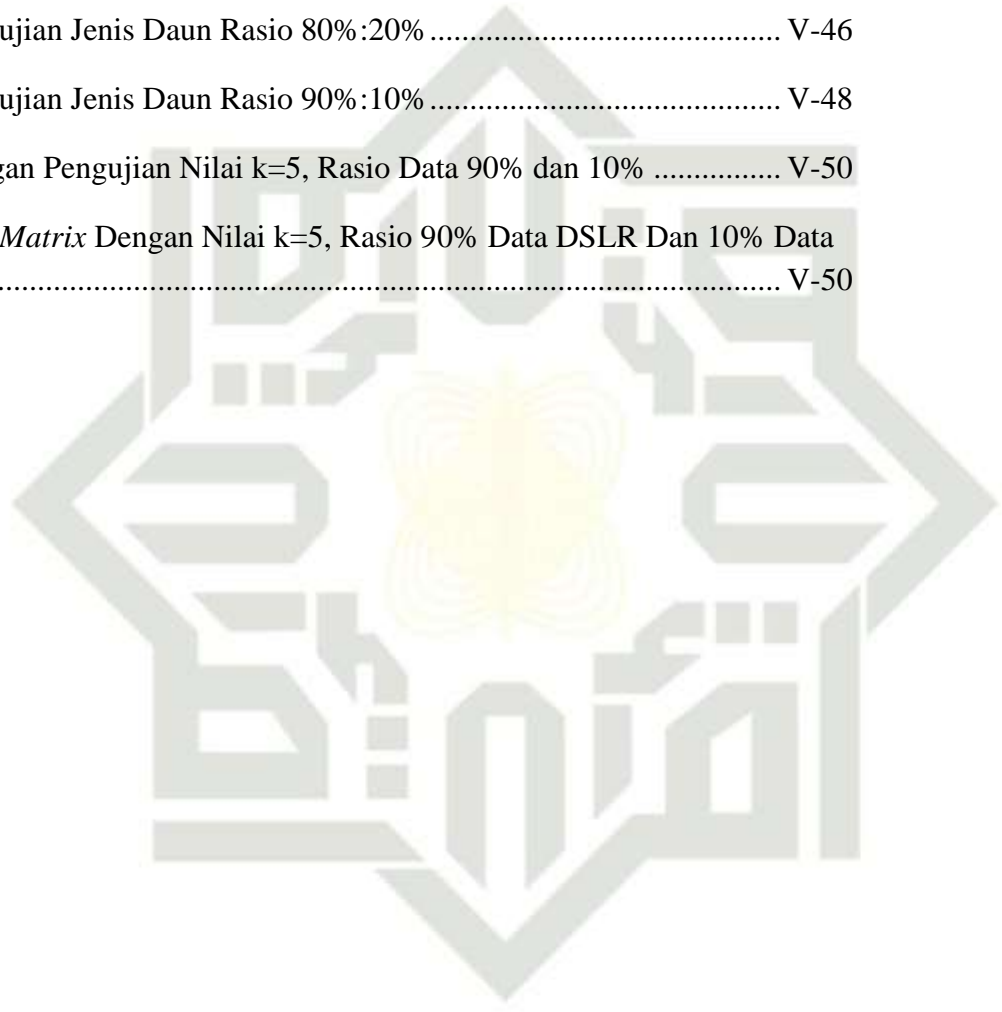 ujian Jenis Daun Rasio 80%:20% ........................................... V-46
ujian Jenis Daun Rasio 90%:10% ........................................... V-48
gan Pengujian Nilai k=5, Rasio Data 90% dan 10% ................ V-50
Matrix Dengan Nilai k=5, Rasio 90% Data DSLR Dan 10% Data
................................................................................................ V-50